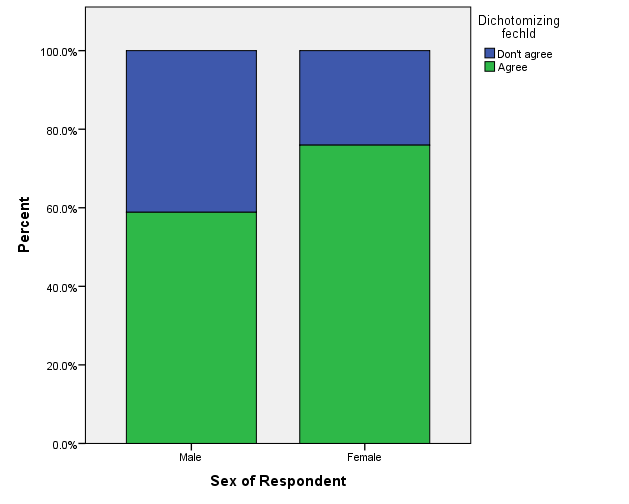 Dichotomizing
fechld
Don't agree
Agree
100.0%
80.0%
60.0%
40.0%
20.0%
0.0%
Percent
Male
Female
Sex of Respondent